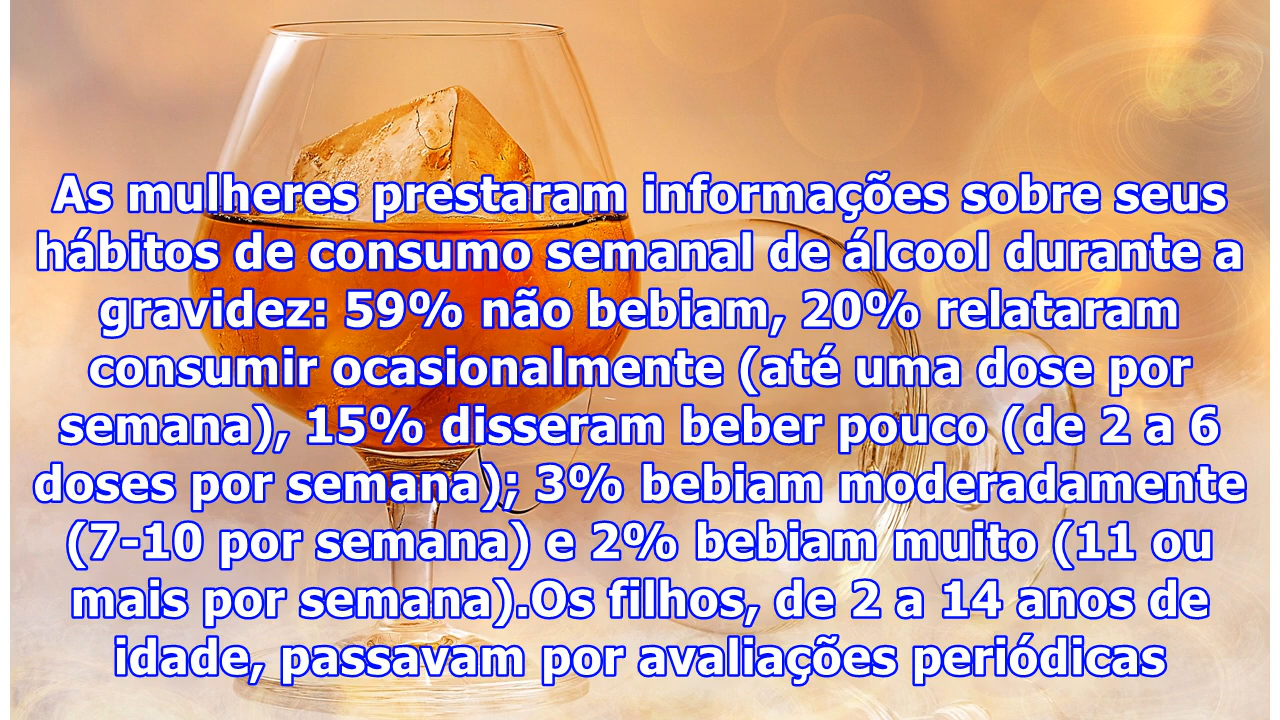 As mulheres prestaram informações sobre seus
hábitos de consumo semanal de álcool durante a
gravidez: 59% não bebiam, 20% relataram
consumir ocasionalmente (até uma dose por
semana), 15% disseram beber pouco (de 2 a 6
doses por semana); 3% bebiam moderadamente
(7-10 por semana) e 2% bebiam muito (11 ou
mais por semana).Os filhos, de 2 a 14 anos de
idade, passavam por avaliações periódicas